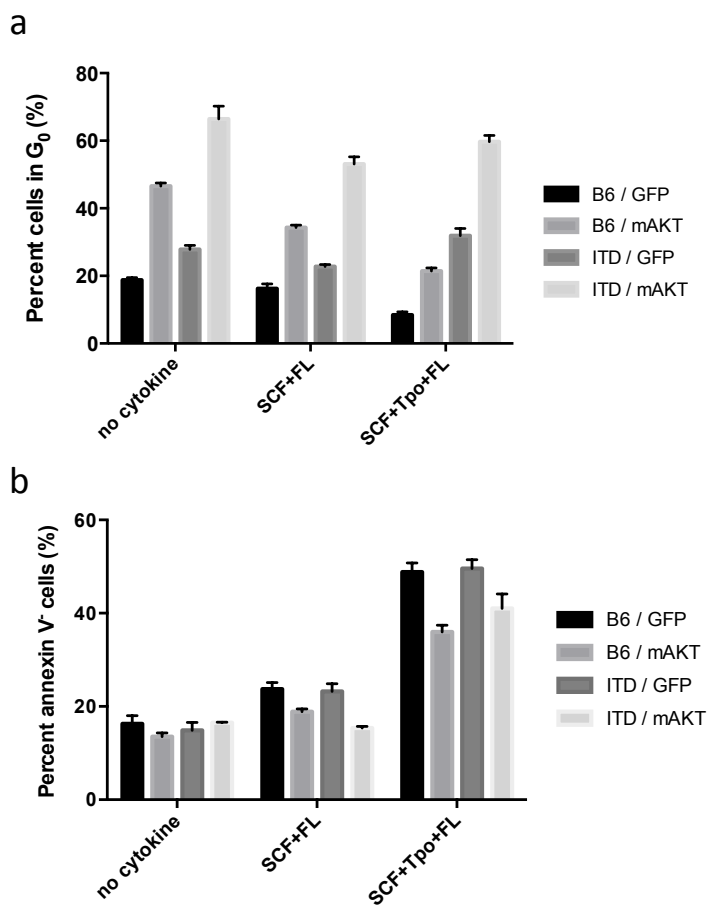 a
Percent cells in G₀ (%)
80
60
40
20
0
no cytokine
SCF+FL
SCF+Tpo+FL
B6 / GFP
B6 / mAKT
ITD / GFP
ITD / mAKT
b
Percent annexin V⁻ cells (%)
60
40
20
0
no cytokine
SCF+FL
SCF+Tpo+FL
B6 / GFP
B6 / mAKT
ITD / GFP
ITD / mAKT